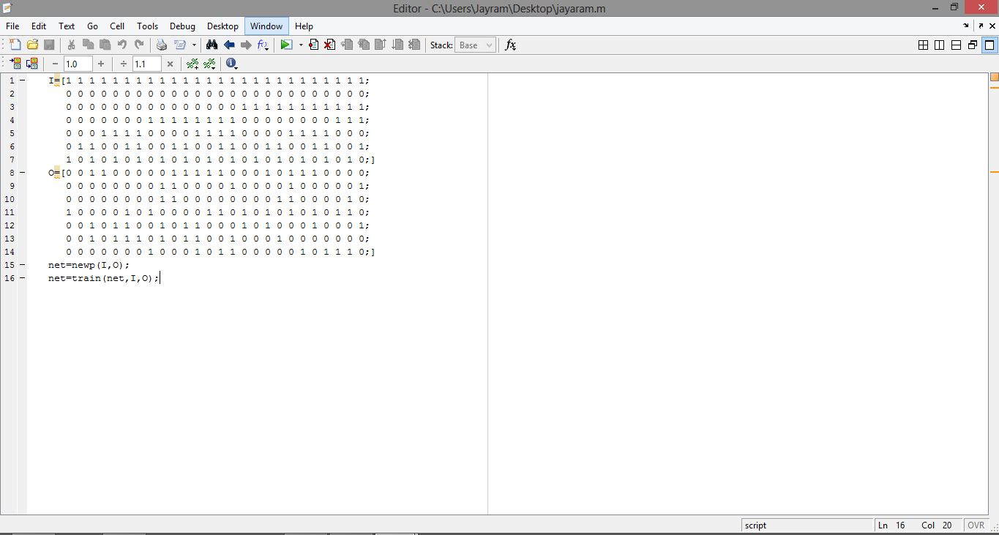 Editor - C:\Users\Jayram\Desktop\jayaram.m
File Edit Text Go Cell Tools Debug Desktop Window Help
Stack: Base fx
− 1.0 + ÷ 1.1 ×
1 − I=[1 1 1 1 1 1 1 1 1 1 1 1 1 1 1 1 1 1 1 1 1 1 1 1 1 1;
2 0 0 0 0 0 0 0 0 0 0 0 0 0 0 0 0 0 0 0 0 0 0 0 0 0 0;
3 0 0 0 0 0 0 0 0 0 0 0 0 0 0 0 1 1 1 1 1 1 1 1 1 1 1;
4 0 0 0 0 0 0 0 1 1 1 1 1 1 1 1 0 0 0 0 0 0 0 0 1 1 1;
5 0 0 0 1 1 1 1 0 0 0 0 1 1 1 1 0 0 0 0 1 1 1 1 0 0 0;
6 0 1 1 0 0 1 1 0 0 1 1 0 0 1 1 0 0 1 1 0 0 1 1 0 0 1;
7 1 0 1 0 1 0 1 0 1 0 1 0 1 0 1 0 1 0 1 0 1 0 1 0 1 0;]
8 − O=[0 0 1 1 0 0 0 0 0 1 1 1 1 1 0 0 0 1 0 1 1 1 0 0 0 0;
9 0 0 0 0 0 0 0 0 1 1 0 0 0 0 1 0 0 0 0 1 0 0 0 0 0 1;
10 0 0 0 0 0 0 0 0 1 1 0 0 0 0 0 0 0 0 1 1 0 0 0 0 1 0;
11 1 0 0 0 0 1 0 1 0 0 0 0 1 1 0 1 0 1 0 1 0 1 0 1 1 0;
12 0 0 1 0 1 1 0 0 1 0 1 1 0 0 0 1 0 1 0 0 0 1 0 0 0 1;
13 0 0 1 0 1 1 1 0 1 0 1 1 0 0 1 0 0 0 1 0 0 0 0 0 0 0;
14 0 0 0 0 0 0 0 1 0 0 0 1 0 1 1 0 0 0 0 0 1 0 1 1 1 0;]
15 − net=newp(I,O);
16 − net=train(net,I,O);
script Ln 16 Col 20 OVR